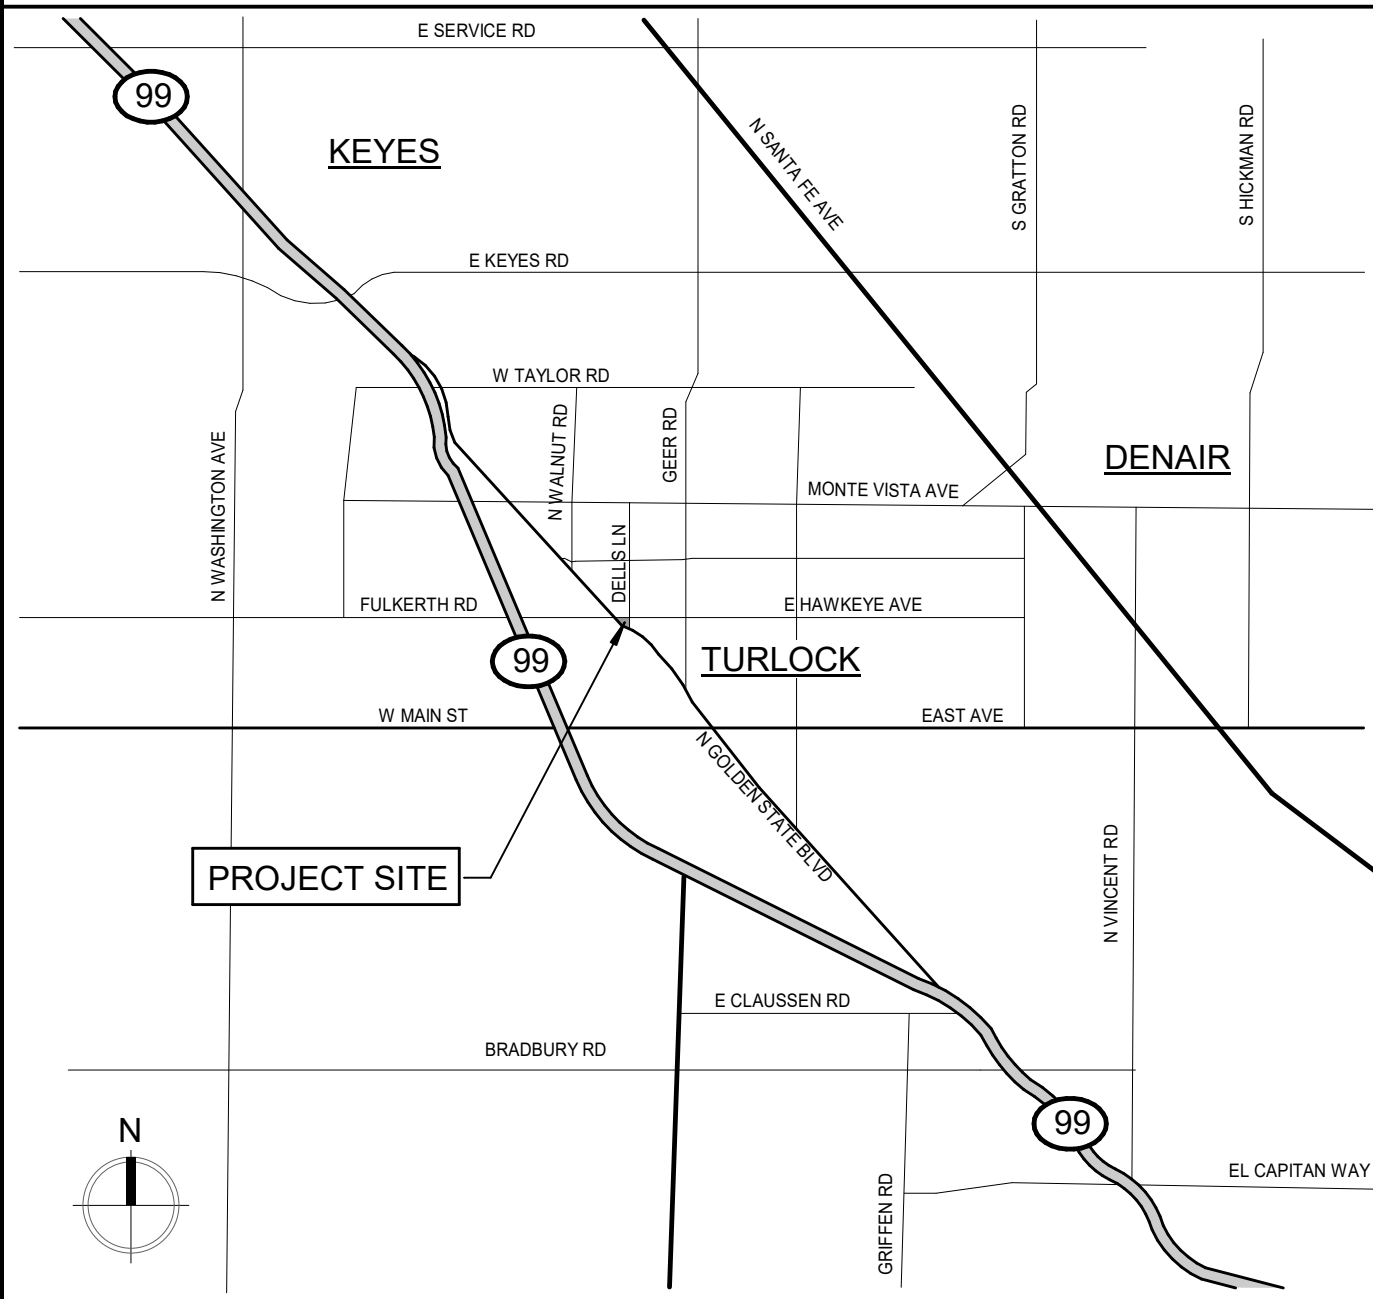 E SERVICE RD
99
KEYES
N SANTA FE AVE
S GRATTON RD
S HICKMAN RD
E KEYES RD
W TAYLOR RD
N WASHINGTON AVE
N WALNUT RD
GEER RD
DENAIR
MONTE VISTA AVE
DELLS LN
FULKERTH RD
E HAWKEYE AVE
99
TURLOCK
W MAIN ST
EAST AVE
N GOLDEN STATE BLVD
PROJECT SITE
N VINCENT RD
E CLAUSSEN RD
BRADBURY RD
99
N
EL CAPITAN WAY
GRIFFEN RD